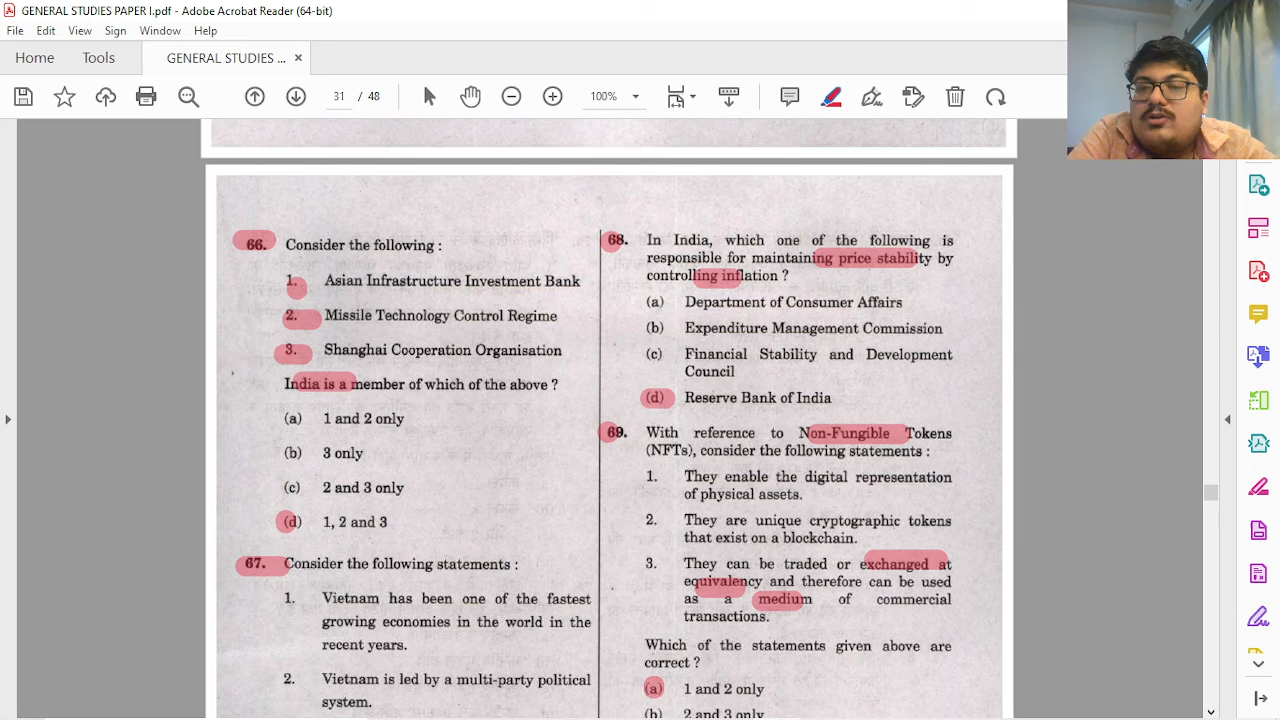 GENERAL STUDIES PAPER I.pdf - Adobe Acrobat Reader (64-bit)
File Edit View Sign Window Help
Home Tools GENERAL STUDIES ... ×
31 / 48 100%
66. Consider the following :
1. Asian Infrastructure Investment Bank
2. Missile Technology Control Regime
3. Shanghai Cooperation Organisation
India is a member of which of the above ?
(a) 1 and 2 only
(b) 3 only
(c) 2 and 3 only
(d) 1, 2 and 3
67. Consider the following statements :
1. Vietnam has been one of the fastest
growing economies in the world in the
recent years.
2. Vietnam is led by a multi-party political
system.
68. In India, which one of the following is
responsible for maintaining price stability by
controlling inflation ?
(a) Department of Consumer Affairs
(b) Expenditure Management Commission
(c) Financial Stability and Development
Council
(d) Reserve Bank of India
69. With reference to Non-Fungible Tokens
(NFTs), consider the following statements :
1. They enable the digital representation
of physical assets.
2. They are unique cryptographic tokens
that exist on a blockchain.
3. They can be traded or exchanged at
equivalency and therefore can be used
as a medium of commercial
transactions.
Which of the statements given above are
correct ?
(a) 1 and 2 only
(b) 2 and 3 only